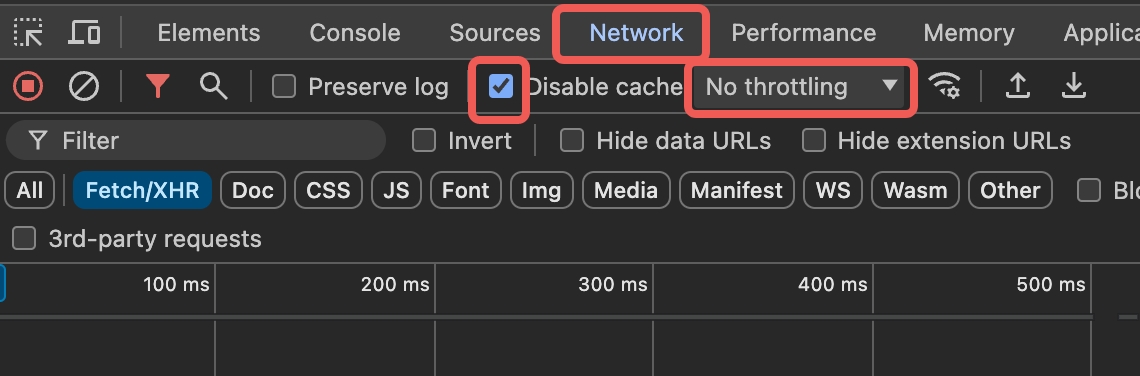 Elements Console Sources Network Performance Memory Applica
Preserve log Disable cache No throttling
Filter Invert Hide data URLs Hide extension URLs
All Fetch/XHR Doc CSS JS Font Img Media Manifest WS Wasm Other Blo
3rd-party requests
100 ms 200 ms 300 ms 400 ms 500 ms